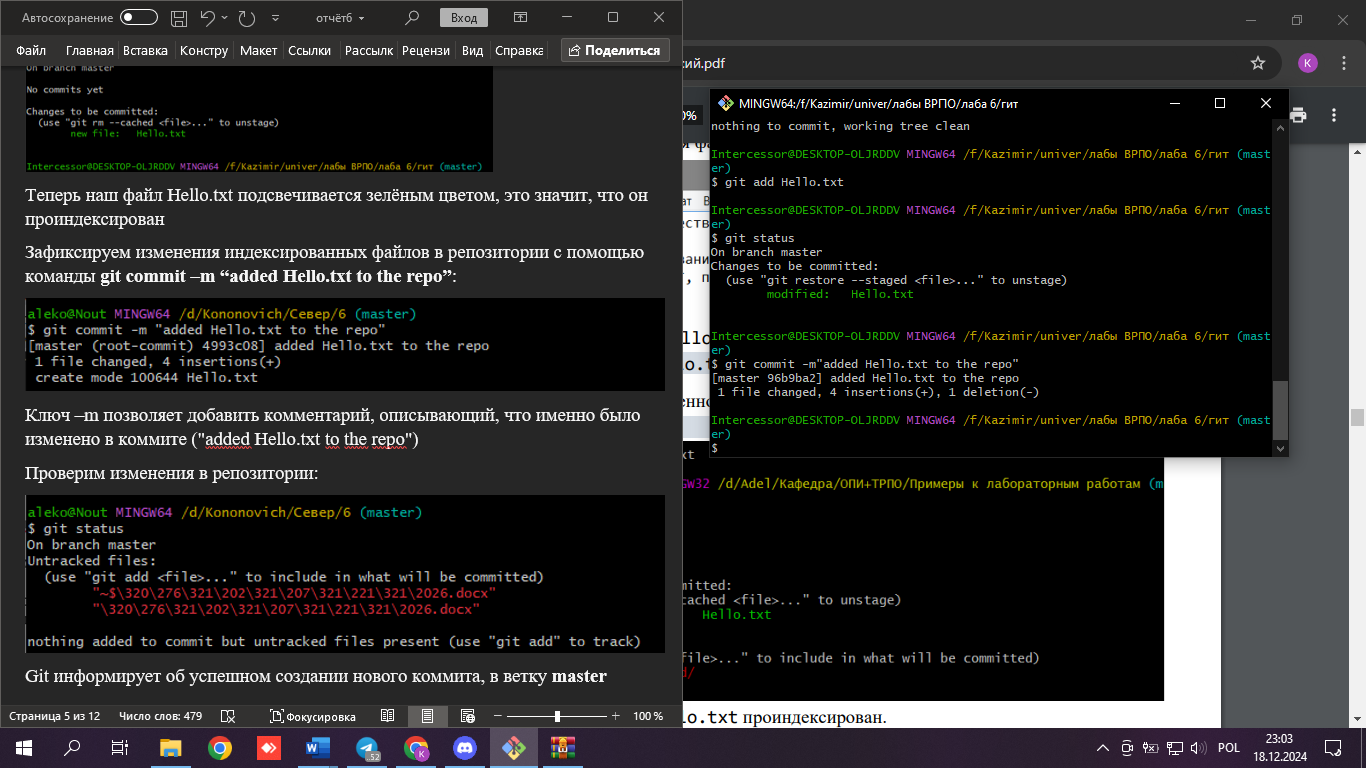 Автосохранение
отчёт6
Вход
Файл Главная Вставка Констру Макет Ссылки Рассылк Рецензи Вид Справка Поделиться
On branch master
No commits yet
Changes to be committed:
(use "git rm --cached <file>..." to unstage)
new file: Hello.txt
Intercessor@DESKTOP-OLJRDDV MINGW64 /f/Kazimir/univer/лабы ВРПО/лаба 6/гит (master)
Теперь наш файл Hello.txt подсвечивается зелёным цветом, это значит, что он
проиндексирован
Зафиксируем изменения индексированных файлов в репозитории с помощью
команды git commit –m “added Hello.txt to the repo”:
aleko@Nout MINGW64 /d/Kononovich/Север/6 (master)
$ git commit -m "added Hello.txt to the repo"
[master (root-commit) 4993c08] added Hello.txt to the repo
1 file changed, 4 insertions(+)
create mode 100644 Hello.txt
Ключ –m позволяет добавить комментарий, описывающий, что именно было
изменено в коммите ("added Hello.txt to the repo")
Проверим изменения в репозитории:
aleko@Nout MINGW64 /d/Kononovich/Север/6 (master)
$ git status
On branch master
Untracked files:
(use "git add <file>..." to include in what will be committed)
"~$\320\276\321\202\321\207\321\221\321\2026.docx"
"\320\276\321\202\321\207\321\221\321\2026.docx"
nothing added to commit but untracked files present (use "git add" to track)
Git информирует об успешном создании нового коммита, в ветку master
Страница 5 из 12 Число слов: 479 Фокусировка 100 %
сий.pdf
K
0%
MINGW64:/f/Kazimir/univer/лабы ВРПО/лаба 6/гит
nothing to commit, working tree clean
Intercessor@DESKTOP-OLJRDDV MINGW64 /f/Kazimir/univer/лабы ВРПО/лаба 6/гит (mast
er)
$ git add Hello.txt
Intercessor@DESKTOP-OLJRDDV MINGW64 /f/Kazimir/univer/лабы ВРПО/лаба 6/гит (mast
er)
$ git status
On branch master
Changes to be committed:
(use "git restore --staged <file>..." to unstage)
modified: Hello.txt
Intercessor@DESKTOP-OLJRDDV MINGW64 /f/Kazimir/univer/лабы ВРПО/лаба 6/гит (mast
er)
$ git commit -m"added Hello.txt to the repo"
[master 96b9ba2] added Hello.txt to the repo
1 file changed, 4 insertions(+), 1 deletion(-)
Intercessor@DESKTOP-OLJRDDV MINGW64 /f/Kazimir/univer/лабы ВРПО/лаба 6/гит (mast
er)
$
xt
GW32 /d/Adel/Кафедра/ОПИ+ТРПО/Примеры к лабораторным работам (m
mitted:
cached <file>..." to unstage)
Hello.txt
file>..." to include in what will be committed)
d/
lo.txt проиндексирован.
52
K
POL
23:03
18.12.2024